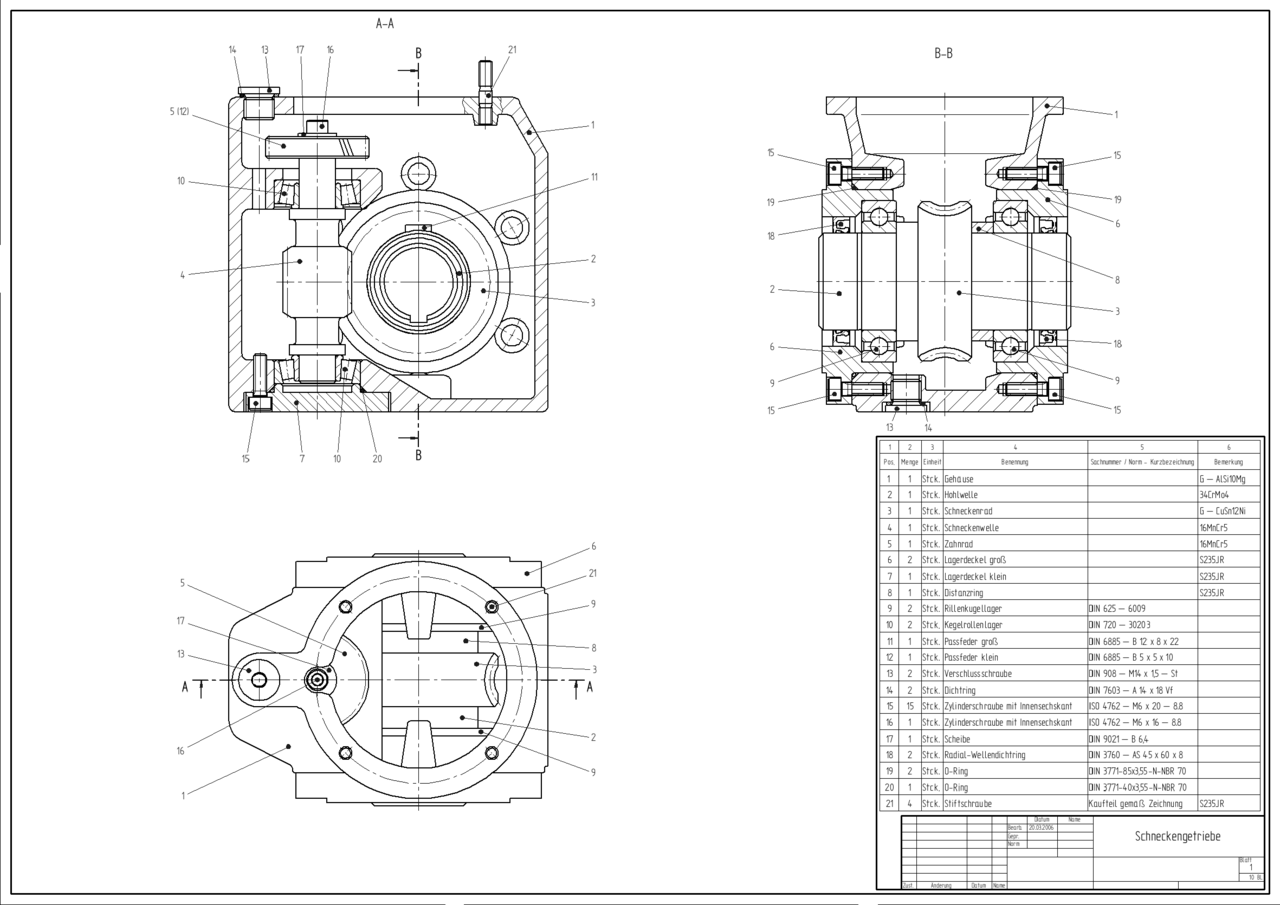 A-A
B
14 13 17 16 21
5 (12)
1
10
11
4
2
3
15 7 10 20
B
B-B
1
15 15
19 19
6
18
8
2
3
6
18
9 9
15 15
13 14
6
5
21
17
9
8
13
3
A A
16
2
9
1
1 2 3 4 5 6
Pos. Menge Einheit Benennung Sachnummer / Norm - Kurzbezeichnung Bemerkung
1 1 Stck. Gehäuse G — AlSi10Mg
2 1 Stck. Hohlwelle 34CrMo4
3 1 Stck. Schneckenrad G — CuSn12Ni
4 1 Stck. Schneckenwelle 16MnCr5
5 1 Stck. Zahnrad 16MnCr5
6 2 Stck. Lagerdeckel groß S235JR
7 1 Stck. Lagerdeckel klein S235JR
8 1 Stck. Distanzring S235JR
9 2 Stck. Rillenkugellager DIN 625 — 6009
10 2 Stck. Kegelrollenlager DIN 720 — 30203
11 1 Stck. Passfeder groß DIN 6885 — B 12 x 8 x 22
12 1 Stck. Passfeder klein DIN 6885 — B 5 x 5 x 10
13 2 Stck. Verschlussschraube DIN 908 — M14 x 1,5 — St
14 2 Stck. Dichtring DIN 7603 — A 14 x 18 Vf
15 15 Stck. Zylinderschraube mit Innensechskant ISO 4762 — M6 x 20 — 8.8
16 1 Stck. Zylinderschraube mit Innensechskant ISO 4762 — M6 x 16 — 8.8
17 1 Stck. Scheibe DIN 9021 — B 6,4
18 2 Stck. Radial-Wellendichtring DIN 3760 — AS 45 x 60 x 8
19 2 Stck. O-Ring DIN 3771-85x3,55-N-NBR 70
20 1 Stck. O-Ring DIN 3771-40x3,55-N-NBR 70
21 4 Stck. Stiftschraube Kaufteil gemäß Zeichnung S235JR
Datum Name
Bearb. 20.03.2006
Gepr.
Norm
Schneckengetriebe
Blatt
1
10 Bl.
Zust. Änderung Datum Name